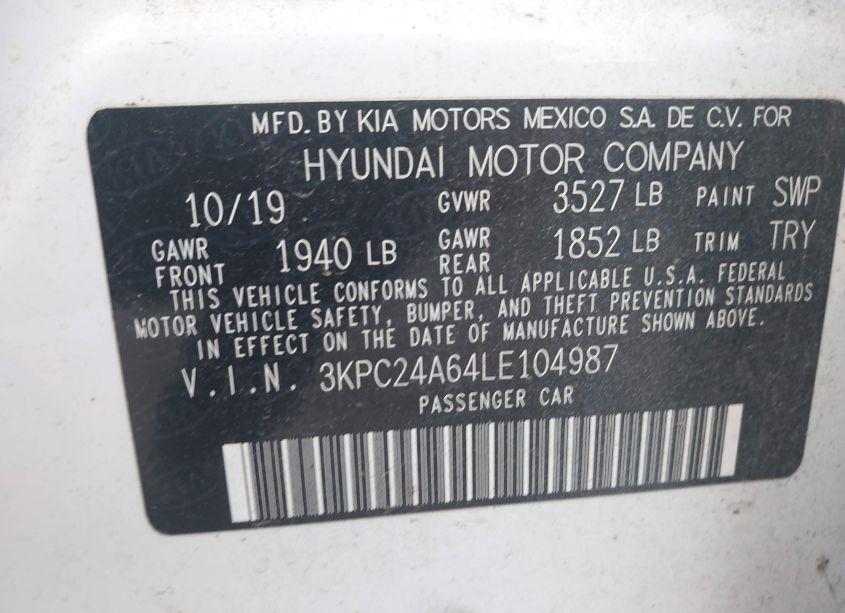 MFD. BY KIA MOTORS MEXICO S.A. DE C.V. FOR
HYUNDAI MOTOR COMPANY
10/19 GVWR 3527 LB PAINT SWP
GAWR FRONT 1940 LB GAWR REAR 1852 LB TRIM TRY
THIS VEHICLE CONFORMS TO ALL APPLICABLE U.S.A. FEDERAL
MOTOR VEHICLE SAFETY, BUMPER, AND THEFT PREVENTION STANDARDS
IN EFFECT ON THE DATE OF MANUFACTURE SHOWN ABOVE.
V.I.N. 3KPC24A64LE104987
PASSENGER CAR